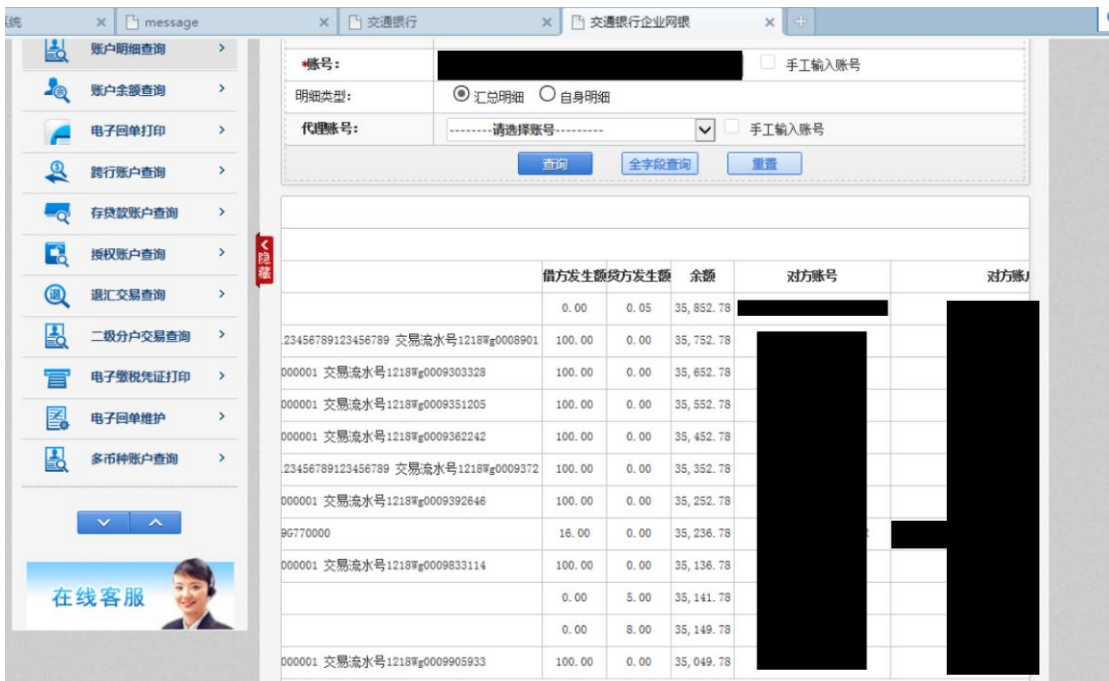 系统 × message × 交通银行 × 交通银行企业网银 ×
账户明细查询 >
账户余额查询 >
电子回单打印 >
跨行账户查询 >
存贷款账户查询 >
授权账户查询 >
退汇交易查询 >
二级分户交易查询 >
电子缴税凭证打印 >
电子回单维护 >
多币种账户查询 >
在线客服
隐藏
*账号: 手工输入账号
明细类型: 汇总明细 自身明细
代理账号: --------请选择账号--------- 手工输入账号
查询 全字段查询 重置
借方发生额 贷方发生额 余额 对方账号 对方账
0.00 0.05 35,852.78
23456789123456789 交易流水号1218Wg0008901 100.00 0.00 35,752.78
000001 交易流水号1218Wg0009303328 100.00 0.00 35,652.78
000001 交易流水号1218Wg0009351205 100.00 0.00 35,552.78
000001 交易流水号1218Wg0009362242 100.00 0.00 35,452.78
23456789123456789 交易流水号1218Wg0009372 100.00 0.00 35,352.78
000001 交易流水号1218Wg0009392646 100.00 0.00 35,252.78
9G770000 16.00 0.00 35,236.78
000001 交易流水号1218Wg0009833114 100.00 0.00 35,136.78
0.00 5.00 35,141.78
0.00 8.00 35,149.78
000001 交易流水号1218Wg0009905933 100.00 0.00 35,049.78